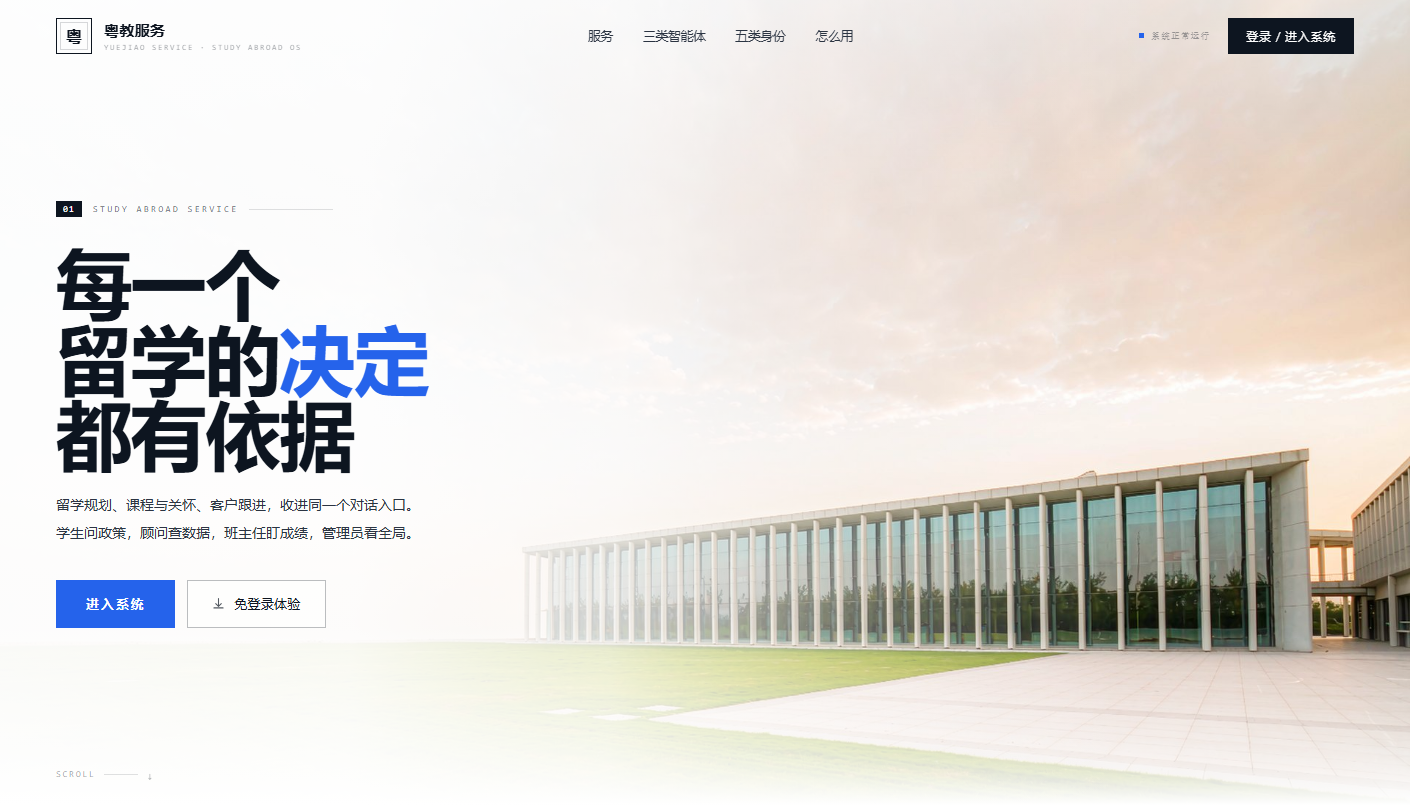 粤
粤教服务
YUEJIAO SERVICE · STUDY ABROAD OS
服务
三类智能体
五类身份
怎么用
系统正常运行
登录 / 进入系统
01
STUDY ABROAD SERVICE
每一个
留学的决定
都有依据
留学规划、课程与关怀、客户跟进，收进同一个对话入口。
学生问政策，顾问查数据，班主任盯成绩，管理员看全局。
进入系统
免登录体验
SCROLL